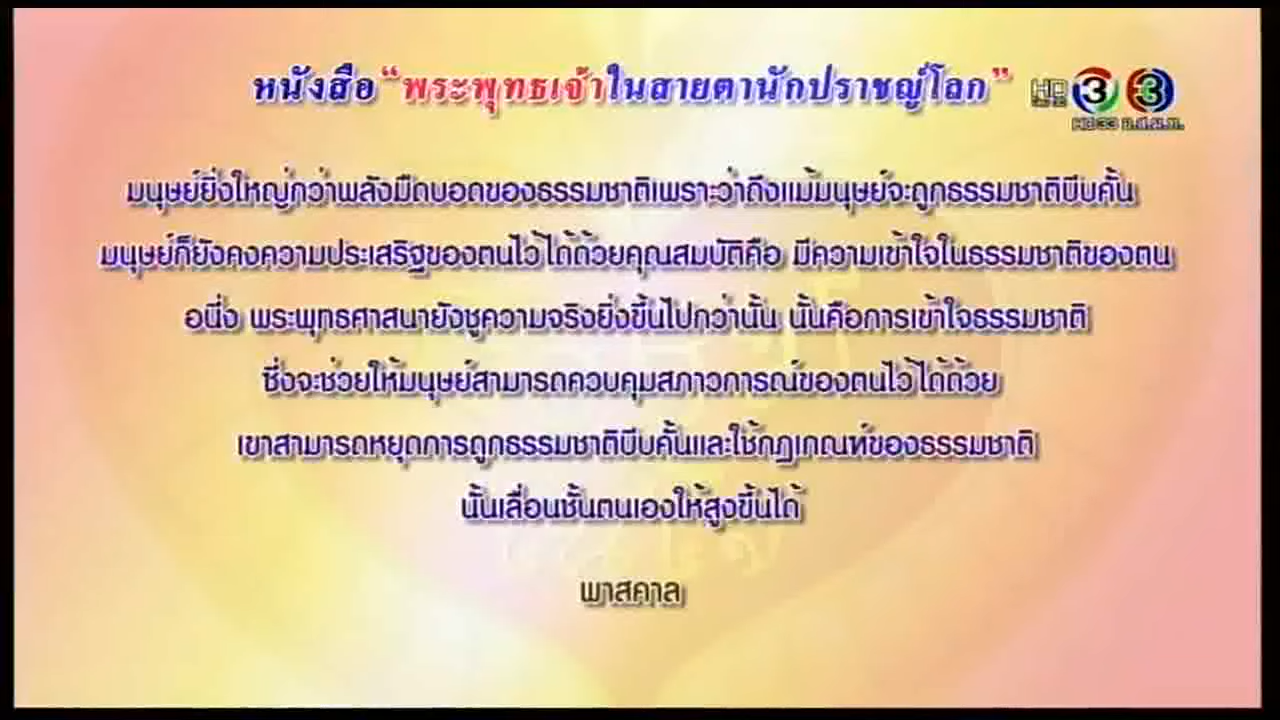 หนังสือ “พระพุทธเจ้าในสายตานักปราชญ์โลก”
HD 3 3
HD 33 อ.ส.ม.ท.
มนุษย์ยิ่งใหญ่กว่าพลังมืดบอดของธรรมชาติเพราะว่าถึงแม้มนุษย์จะถูกธรรมชาติบีบคั้น
มนุษย์ก็ยังคงความประเสริฐของตนไว้ได้ด้วยคุณสมบัติคือ มีความเข้าใจในธรรมชาติของตน
อนึ่ง พระพุทธศาสนายังชูความจริงยิ่งขึ้นไปกว่านั้น นั้นคือการเข้าใจธรรมชาติ
ซึ่งจะช่วยให้มนุษย์สามารถควบคุมสภาวการณ์ของตนไว้ได้ด้วย
เขาสามารถหยุดการถูกธรรมชาติบีบคั้นและใช้กฎเกณฑ์ของธรรมชาติ
นั้นเลื่อนชั้นตนเองให้สูงขึ้นได้
พาสคาล